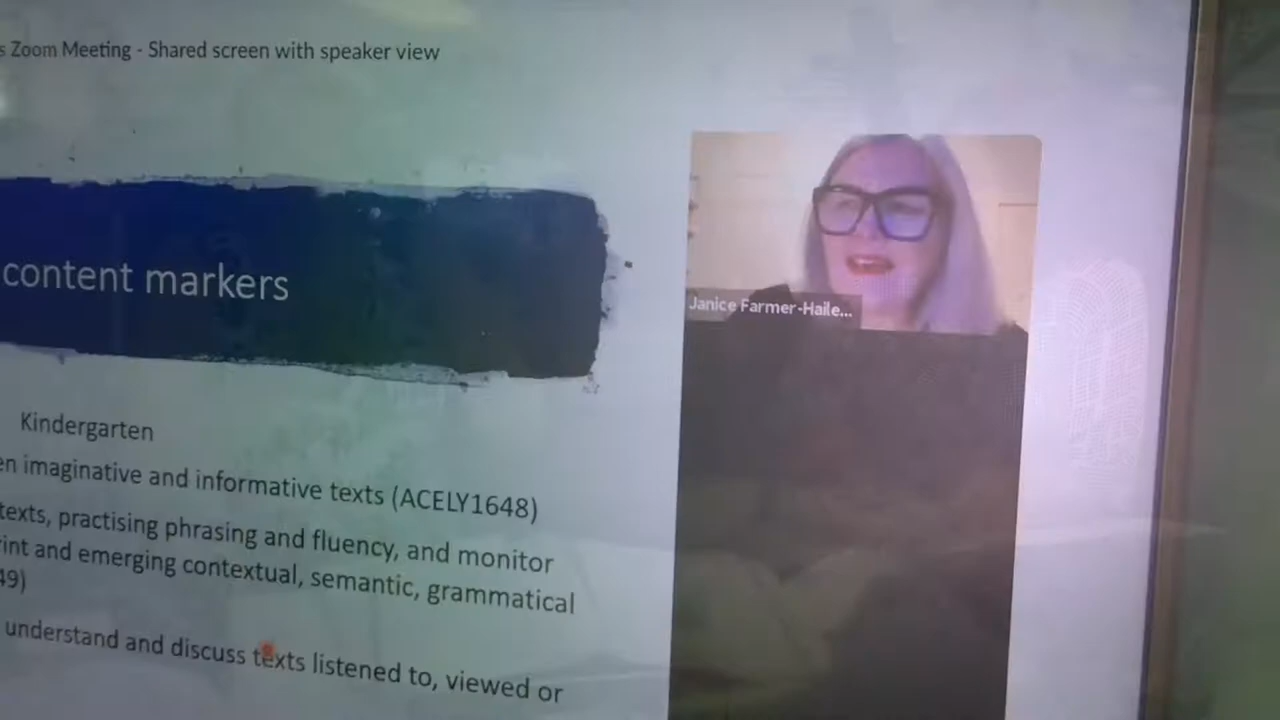 s Zoom Meeting - Shared screen with speaker view
content markers
Janice Farmer-Haile...
Kindergarten
en imaginative and informative texts (ACELY1648)
texts, practising phrasing and fluency, and monitor
rint and emerging contextual, semantic, grammatical
49)
understand and discuss texts listened to, viewed or